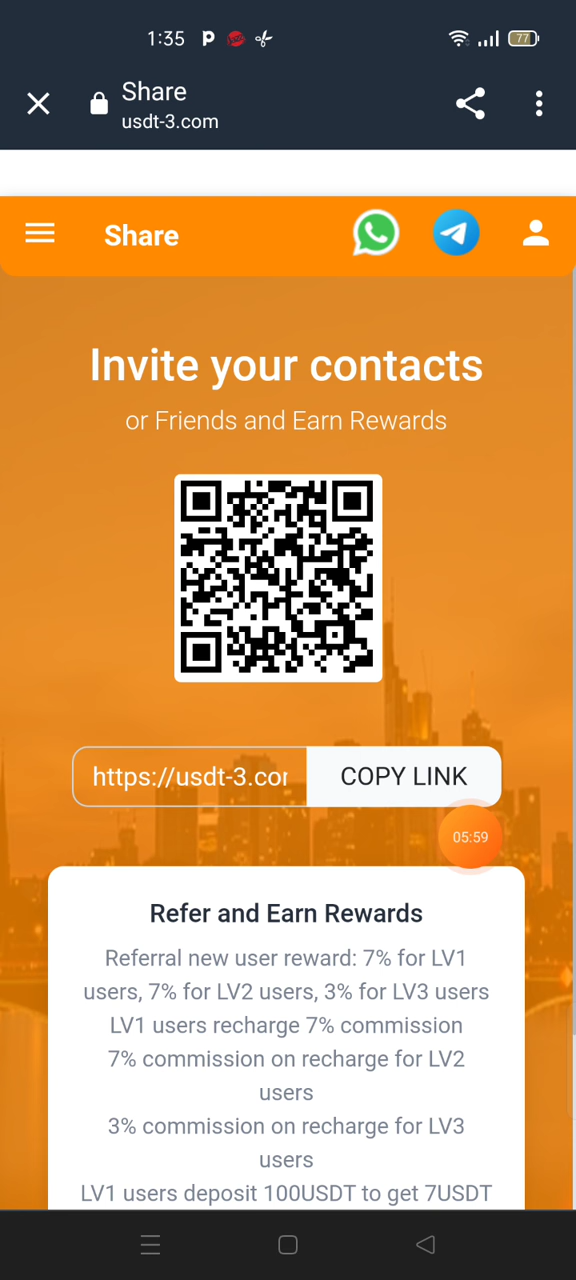 1:35
77
Share
usdt-3.com
Share
Invite your contacts
or Friends and Earn Rewards
https://usdt-3.co
COPY LINK
05:59
Refer and Earn Rewards
Referral new user reward: 7% for LV1
users, 7% for LV2 users, 3% for LV3 users
LV1 users recharge 7% commission
7% commission on recharge for LV2
users
3% commission on recharge for LV3
users
LV1 users deposit 100USDT to get 7USDT